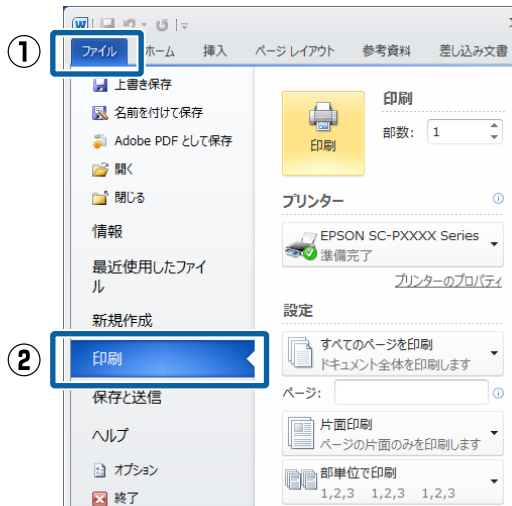 W
① ファイル ホーム 挿入 ページ レイアウト 参考資料 差し込み文書
上書き保存
名前を付けて保存
Adobe PDF として保存
開く
閉じる
情報
最近使用したファイ
ル
新規作成
② 印刷
保存と送信
ヘルプ
オプション
終了
印刷
印刷
部数: 1
プリンター
EPSON SC-PXXXX Series
準備完了
プリンターのプロパティ
設定
すべてのページを印刷
ドキュメント全体を印刷します
ページ:
片面印刷
ページの片面のみを印刷します
部単位で印刷
1,2,3 1,2,3 1,2,3